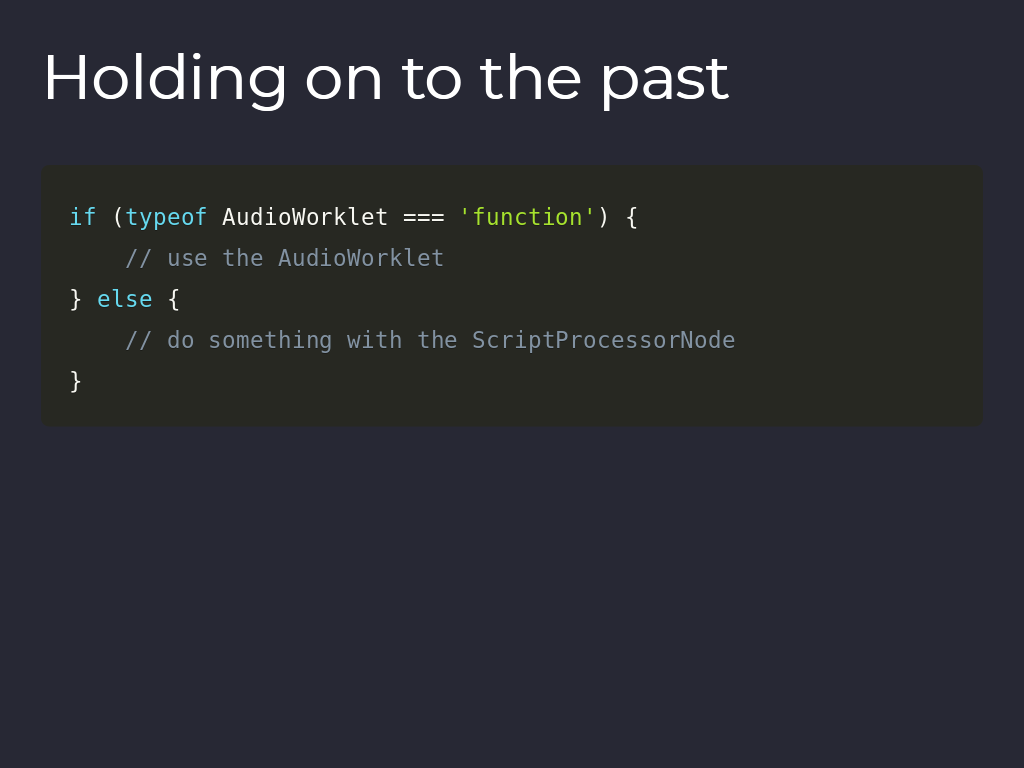 Holding on to the past
if (typeof AudioWorklet === 'function') {
    // use the AudioWorklet
} else {
    // do something with the ScriptProcessorNode
}